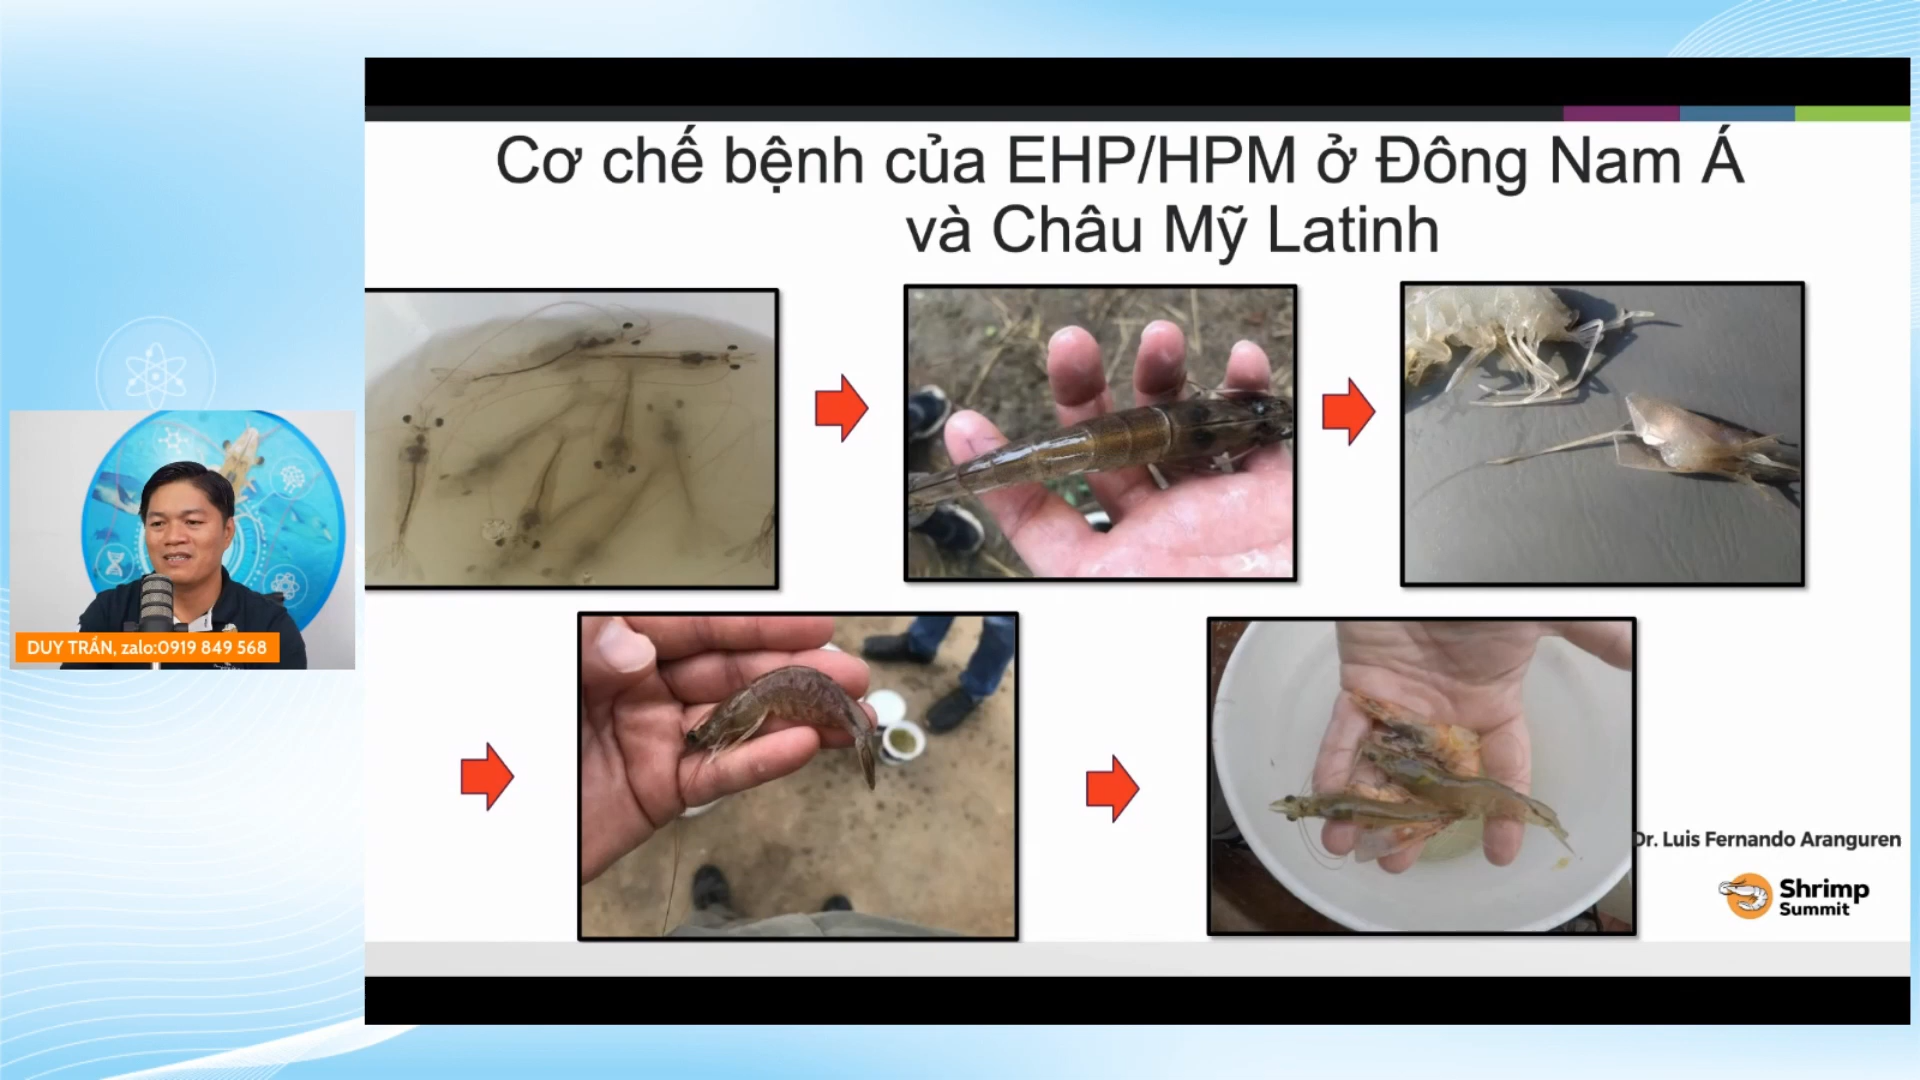 Cơ chế bệnh của EHP/HPM ở Đông Nam Á
và Châu Mỹ Latinh
DUY TRẦN, zalo:0919 849 568
Dr. Luis Fernando Aranguren
Shrimp
Summit